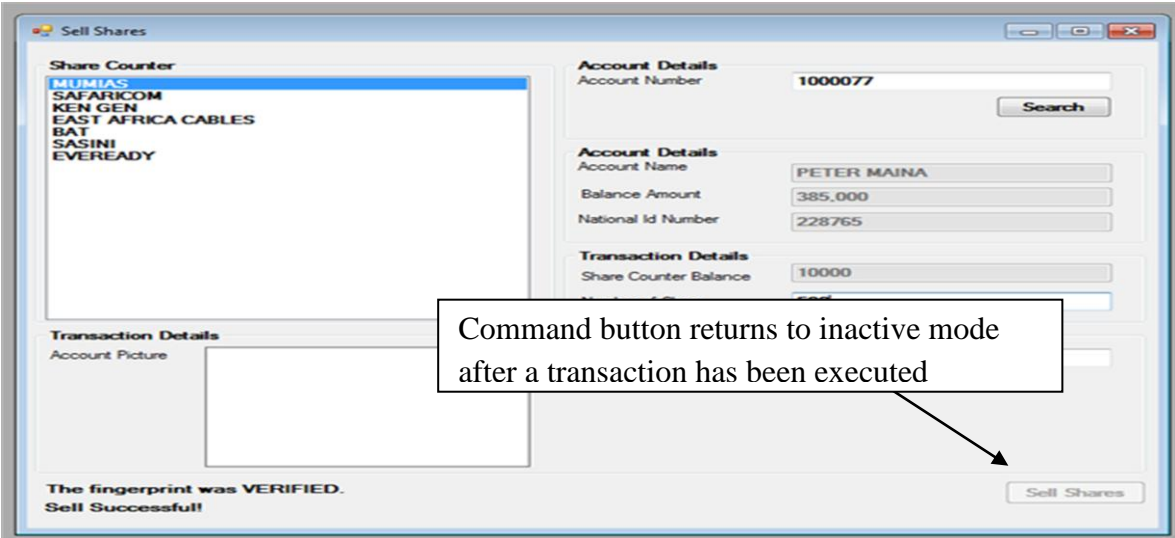 Sell Shares
Share Counter
MUMIAS
SAFARICOM
KEN GEN
EAST AFRICA CABLES
BAT
SASINI
EVEREADY
Account Details
Account Number 1000077
Search
Account Details
Account Name PETER MAINA
Balance Amount 385,000
National Id Number 228765
Transaction Details
Share Counter Balance 10000
Transaction Details
Account Picture
Command button returns to inactive mode
after a transaction has been executed
The fingerprint was VERIFIED.
Sell Successful!
Sell Shares